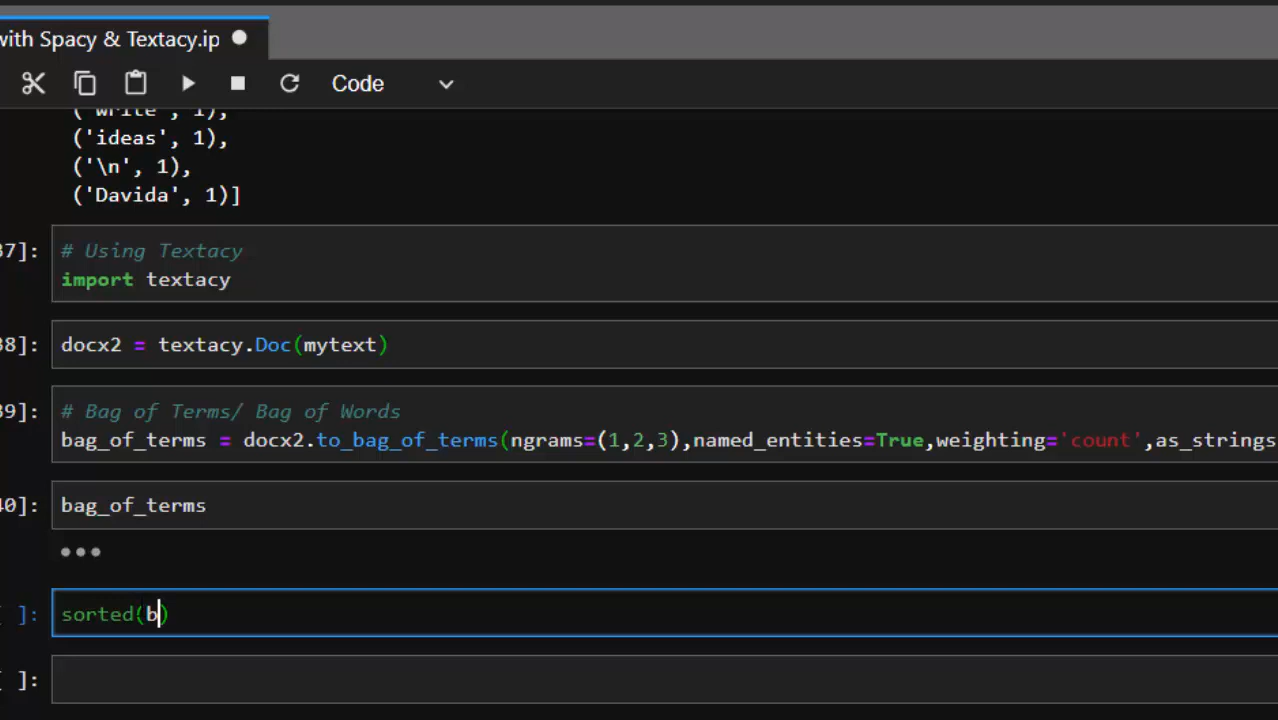 with Spacy & Textacy.ip
Code
('write', 1),
('ideas', 1),
('\n', 1),
('Davida', 1)]
37]: # Using Textacy
import textacy
38]: docx2 = textacy.Doc(mytext)
39]: # Bag of Terms/ Bag of Words
bag_of_terms = docx2.to_bag_of_terms(ngrams=(1,2,3),named_entities=True,weighting='count',as_strings
40]: bag_of_terms
[ ]: sorted(b)
[ ]: